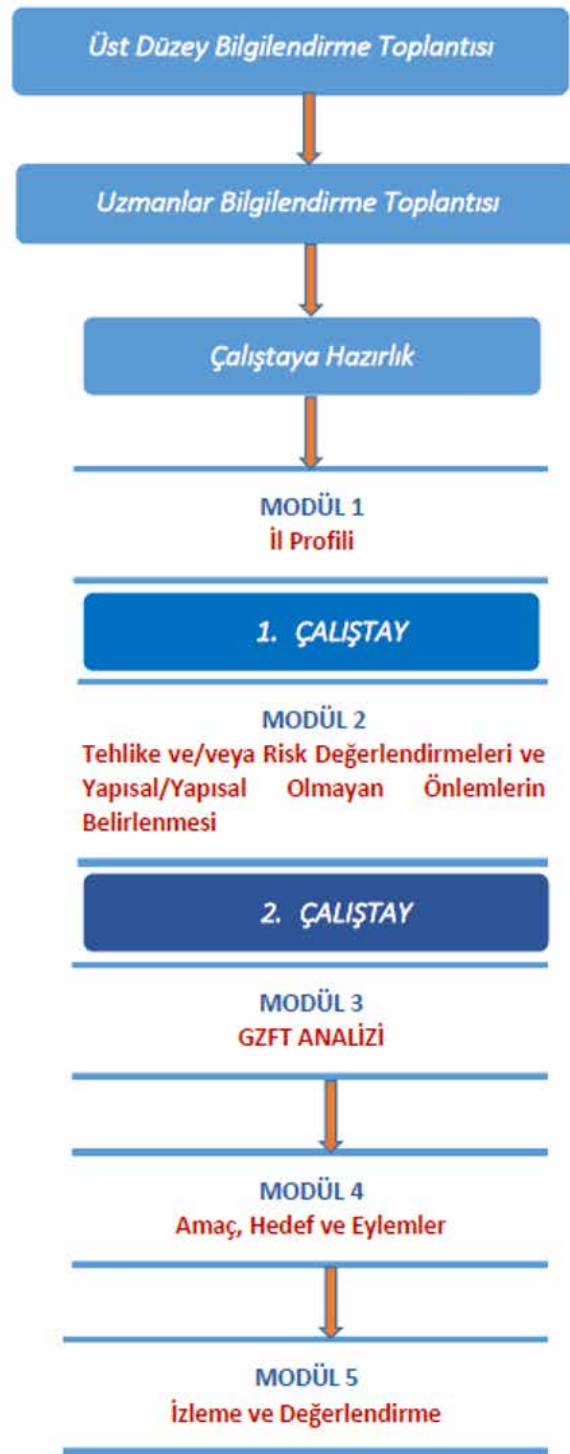 Üst Düzey Bilgilendirme Toplantısı
Uzmanlar Bilgilendirme Toplantısı
Çalıştaya Hazırlık
MODÜL 1
İl Profili
1. ÇALIŞTAY
MODÜL 2
Tehlike ve/veya Risk Değerlendirmeleri ve
Yapısal/Yapısal Olmayan Önlemlerin
Belirlenmesi
2. ÇALIŞTAY
MODÜL 3
GZFT ANALİZİ
MODÜL 4
Amaç, Hedef ve Eylemler
MODÜL 5
İzleme ve Değerlendirme